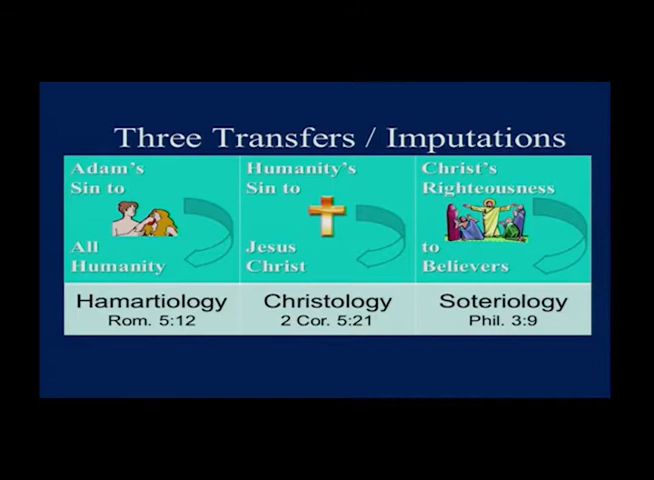 Three Transfers / Imputations
Adam's
Sin to
All
Humanity
Humanity's
Sin to
Jesus
Christ
Christ's
Righteousness
to
Believers
Hamartiology
Rom. 5:12
Christology
2 Cor. 5:21
Soteriology
Phil. 3:9